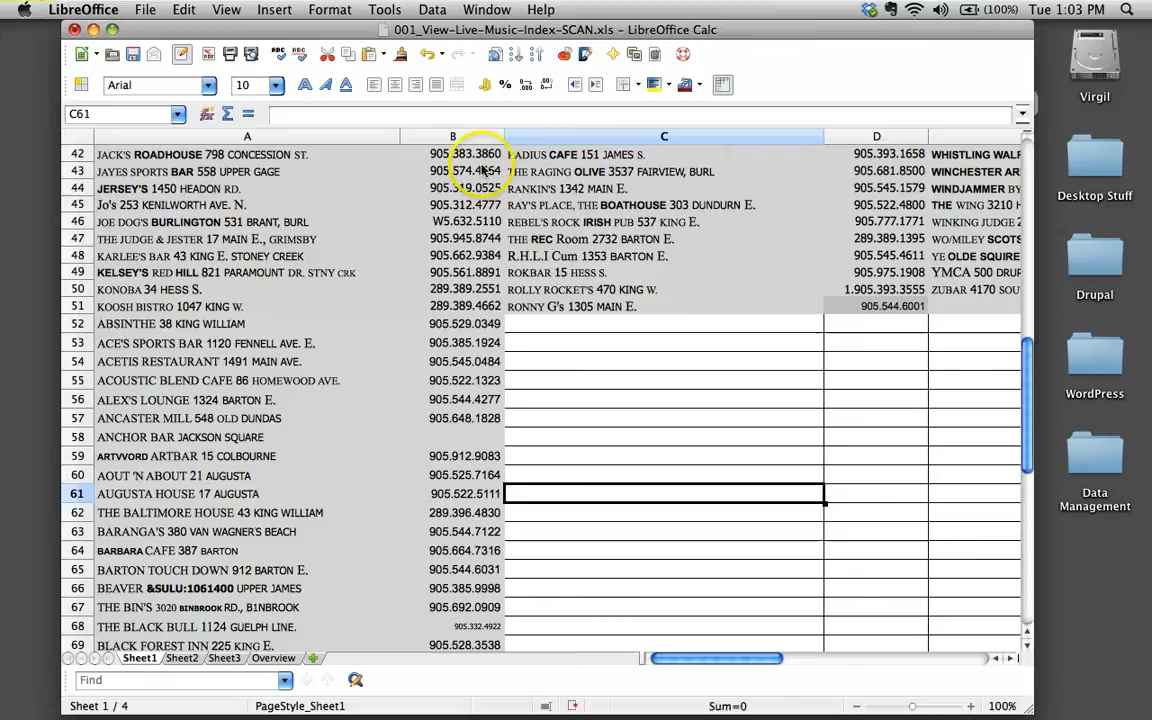 LibreOffice File Edit View Insert Format Tools Data Window Help (100%) Tue 1:03 PM
001_View-Live-Music-Index-SCAN.xls - LibreOffice Calc
Arial 10
C61
A B C D
42 JACK'S ROADHOUSE 798 CONCESSION ST. 905.383.3860 RADIUS CAFE 151 JAMES S. 905.393.1658 WHISTLING WALK
43 JAYES SPORTS BAR 558 UPPER GAGE THE RAGING OLIVE 3537 FAIRVIEW, BURL 905.681.8500 WINCHESTER AR
44 JERSEY'S 1450 HEADON RD. 905.319.0525 RANKIN'S 1342 MAIN E. 905.545.1579 WINDJAMMER BY
45 Jo's 253 KENILWORTH AVE. N. 905.312.4777 RAY'S PLACE, THE BOATHOUSE 303 DUNDURN E. 905.522.4800 THE WING 3210 H
46 JOE DOG'S BURLINGTON 531 BRANT, BURL W5.632.5110 REBEL'S ROCK IRISH PUB 537 KING E. 905.777.1771 WINKING JUDGE
47 THE JUDGE & JESTER 17 MAIN E., GRIMSBY 905.945.8744 THE REC Room 2732 BARTON E. 289.389.1395 WO/MILEY SCOTS
48 KARLEE'S BAR 43 KING E. STONEY CREEK 905.662.9384 R.H.L.I Cum 1353 BARTON E. 905.545.4611 YE OLDE SQUIRE
49 KELSEY'S RED HILL 821 PARAMOUNT DR. STNY CRK 905.561.8891 ROKBAR 15 HESS S. 905.975.1908 YMCA 500 DRUR
50 KONOBA 34 HESS S. 289.389.2551 ROLLY ROCKET'S 470 KING W. 1.905.393.3555 ZUBAR 4170 SOU
51 KOOSH BISTRO 1047 KING W. 289.389.4662 RONNY G's 1305 MAIN E. 905.544.6001
52 ABSINTHE 38 KING WILLIAM 905.529.0349
53 ACE'S SPORTS BAR 1120 FENNELL AVE. E. 905.385.1924
54 ACETIS RESTAURANT 1491 MAIN AVE. 905.545.0484
55 ACOUSTIC BLEND CAFE 86 HOMEWOOD AVE. 905.522.1323
56 ALEX'S LOUNGE 1324 BARTON E. 905.544.4277
57 ANCASTER MILL 548 OLD DUNDAS 905.648.1828
58 ANCHOR BAR JACKSON SQUARE
59 ARTVVORD ARTBAR 15 COLBOURNE 905.912.9083
60 AOUT 'N ABOUT 21 AUGUSTA 905.525.7164
61 AUGUSTA HOUSE 17 AUGUSTA 905.522.5111
62 THE BALTIMORE HOUSE 43 KING WILLIAM 289.396.4830
63 BARANGA'S 380 VAN WAGNER'S BEACH 905.544.7122
64 BARBARA CAFE 387 BARTON 905.664.7316
65 BARTON TOUCH DOWN 912 BARTON E. 905.544.6031
66 BEAVER &SULU:1061400 UPPER JAMES 905.385.9998
67 THE BIN'S 3020 BINBROOK RD., B1NBROOK 905.692.0909
68 THE BLACK BULL 1124 GUELPH LINE. 905.332.4922
69 BLACK FOREST INN 225 KING E. 905.528.3538
Sheet1 Sheet2 Sheet3 Overview
Find
Sheet 1 / 4 PageStyle_Sheet1 Sum=0 100%
Virgil
Desktop Stuff
Drupal
WordPress
Data
Management